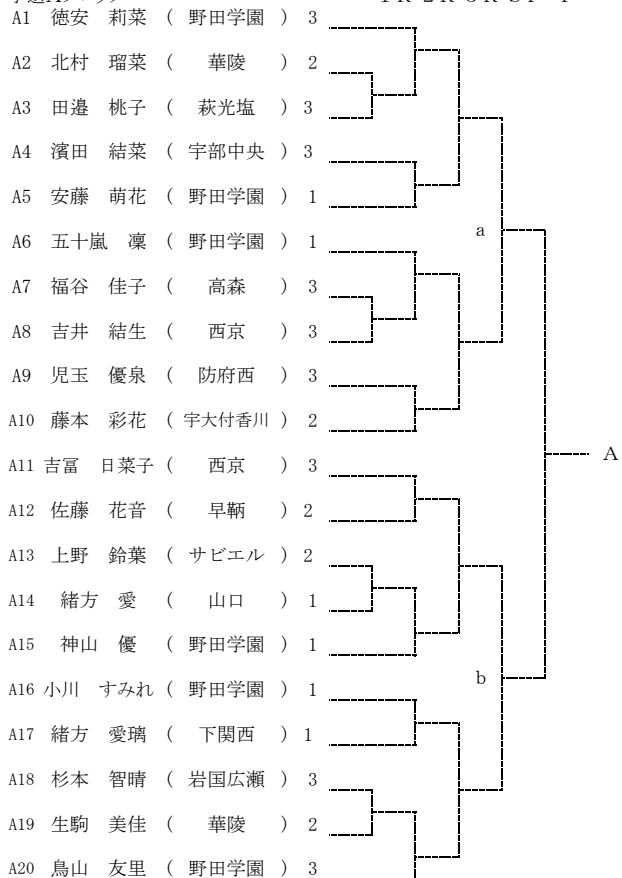 A1 徳安 莉菜 ( 野田学園 ) 3
A2 北村 瑠菜 ( 華陵 ) 2
A3 田邉 桃子 ( 萩光塩 ) 3
A4 濱田 結菜 ( 宇部中央 ) 3
A5 安藤 萌花 ( 野田学園 ) 1
A6 五十嵐 凜 ( 野田学園 ) 1
a
A7 福谷 佳子 ( 高森 ) 3
A8 吉井 結生 ( 西京 ) 3
A9 児玉 優泉 ( 防府西 ) 3
A10 藤本 彩花 ( 宇大付香川 ) 2
A
A11 吉冨 日菜子 ( 西京 ) 3
A12 佐藤 花音 ( 早鞆 ) 2
A13 上野 鈴葉 ( サビエル ) 2
A14 緒方 愛 ( 山口 ) 1
A15 神山 優 ( 野田学園 ) 1
b
A16 小川 すみれ ( 野田学園 ) 1
A17 緒方 愛璃 ( 下関西 ) 1
A18 杉本 智晴 ( 岩国広瀬 ) 3
A19 生駒 美佳 ( 華陵 ) 2
A20 鳥山 友里 ( 野田学園 ) 3